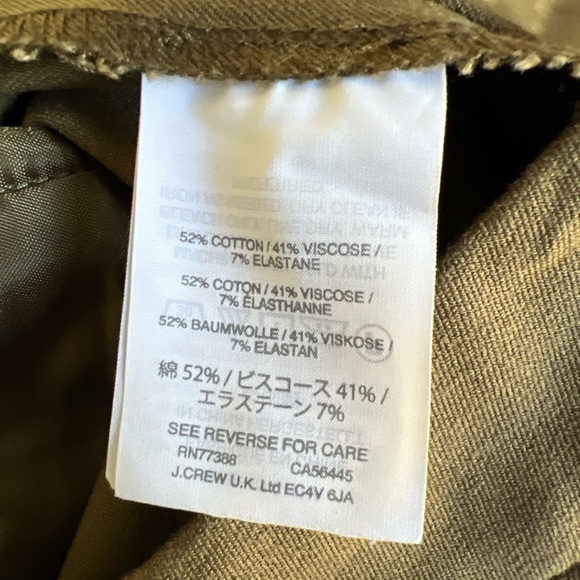 52% COTTON / 41% VISCOSE /
7% ELASTANE
52% COTON / 41% VISCOSE /
7% ELASTHANNE
52% BAUMWOLLE / 41% VISKOSE /
7% ELASTAN
綿 52% / ビスコース 41% /
エラステーン 7%
SEE REVERSE FOR CARE
RN77388 CA56445
J.CREW U.K. Ltd EC4V 6JA